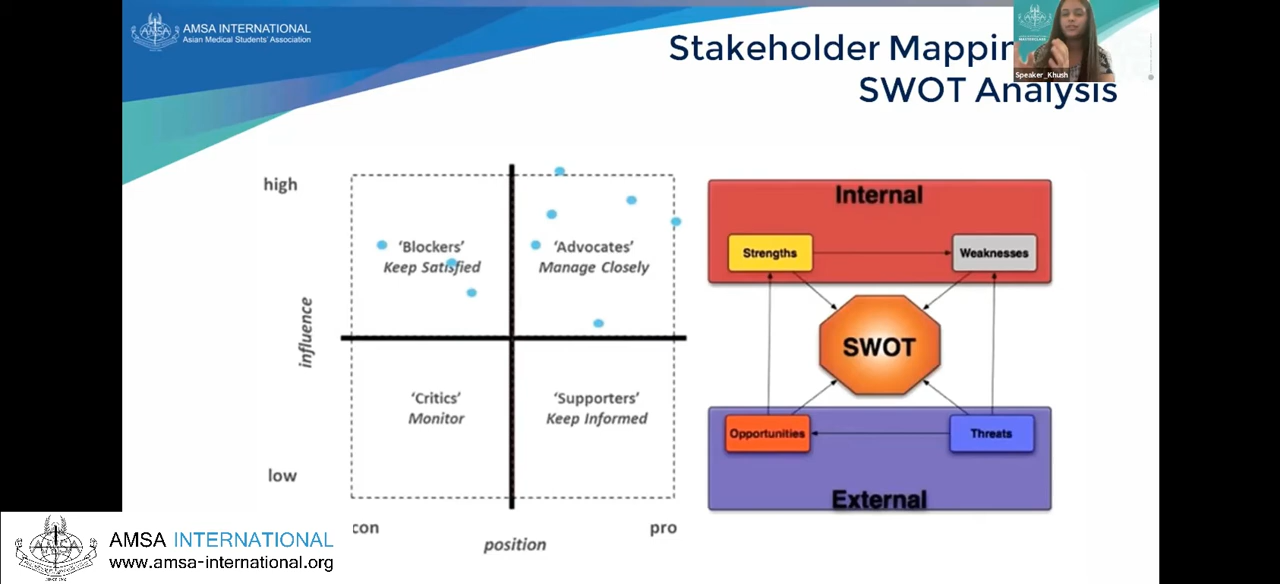 AMSA INTERNATIONAL
Asian Medical Students' Association
Stakeholder Mappin
SWOT Analysis
MASTERCLASS
Speaker_Khush
high
influence
low
'Blockers'
Keep Satisfied
'Advocates'
Manage Closely
'Critics'
Monitor
'Supporters'
Keep Informed
con
pro
position
Internal
Strengths
Weaknesses
SWOT
Opportunities
Threats
External
AMSA INTERNATIONAL
www.amsa-international.org